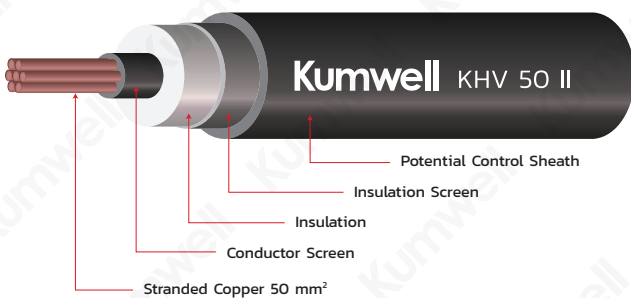 Kumwell KHV 50 II
Potential Control Sheath
Insulation Screen
Insulation
Conductor Screen
Stranded Copper 50 mm²